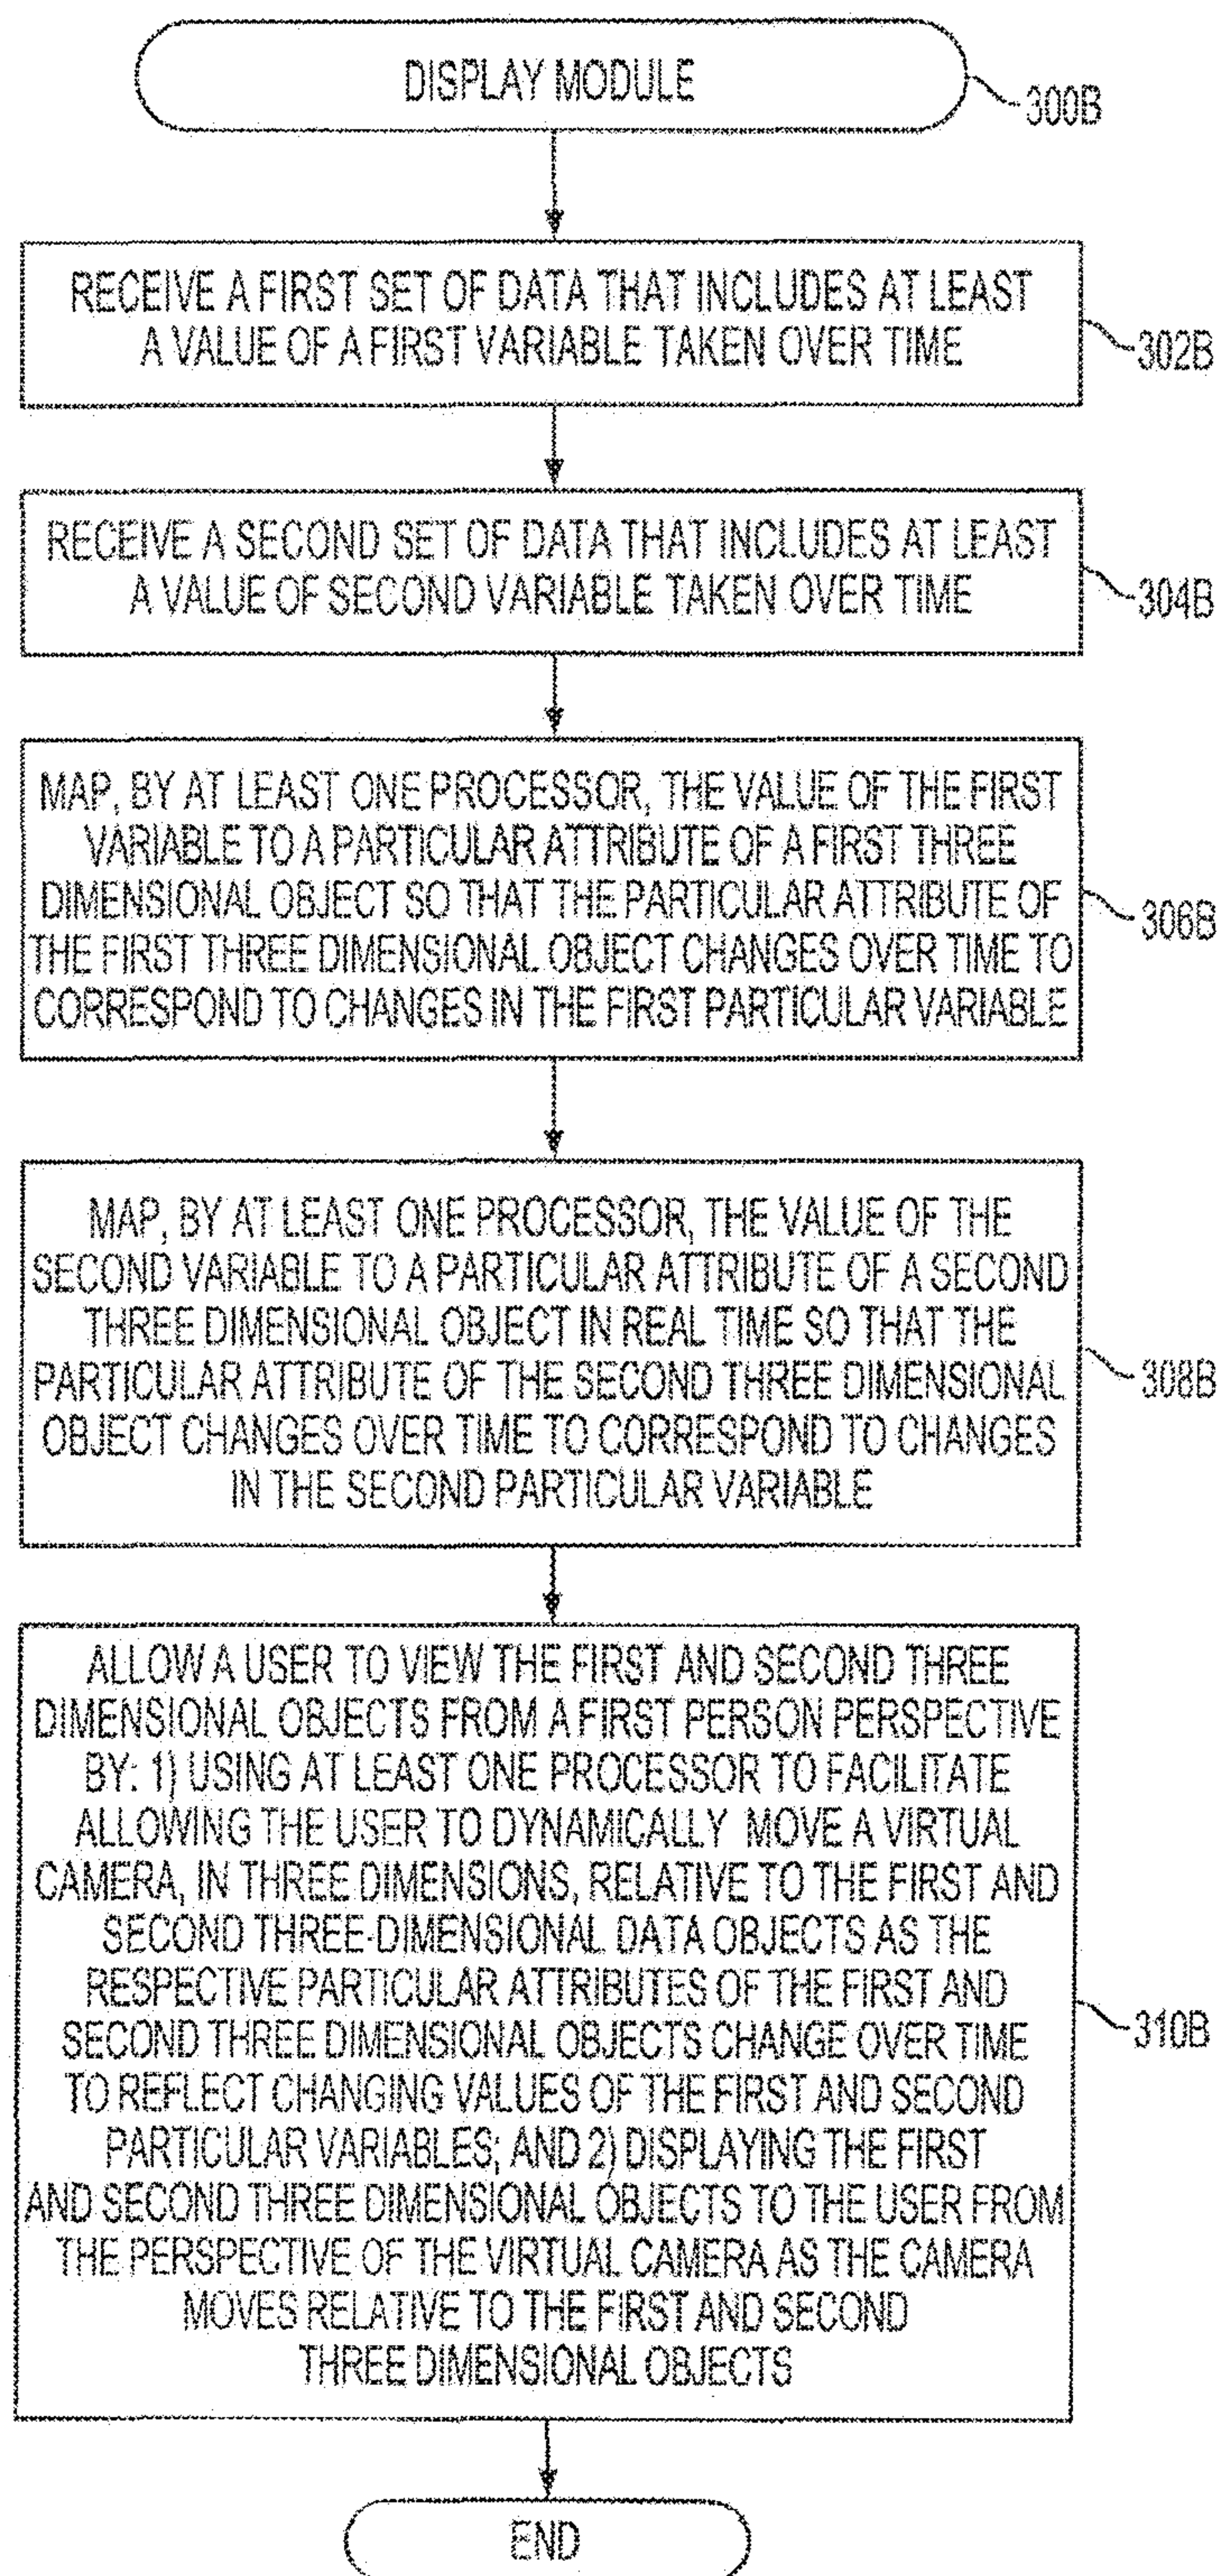 DISPLAY MODULE
300B
RECEIVE A FIRST SET OF DATA THAT INCLUDES AT LEAST
A VALUE OF A FIRST VARIABLE TAKEN OVER TIME
302B
RECEIVE A SECOND SET OF DATA THAT INCLUDES AT LEAST
A VALUE OF SECOND VARIABLE TAKEN OVER TIME
304B
MAP, BY AT LEAST ONE PROCESSOR, THE VALUE OF THE FIRST
VARIABLE TO A PARTICULAR ATTRIBUTE OF A FIRST THREE
DIMENSIONAL OBJECT SO THAT THE PARTICULAR ATTRIBUTE OF
THE FIRST THREE DIMENSIONAL OBJECT CHANGES OVER TIME TO
CORRESPOND TO CHANGES IN THE FIRST PARTICULAR VARIABLE
306B
MAP, BY AT LEAST ONE PROCESSOR, THE VALUE OF THE
SECOND VARIABLE TO A PARTICULAR ATTRIBUTE OF A SECOND
THREE DIMENSIONAL OBJECT IN REAL TIME SO THAT THE
PARTICULAR ATTRIBUTE OF THE SECOND THREE DIMENSIONAL
OBJECT CHANGES OVER TIME TO CORRESPOND TO CHANGES
IN THE SECOND PARTICULAR VARIABLE
308B
ALLOW A USER TO VIEW THE FIRST AND SECOND THREE
DIMENSIONAL OBJECTS FROM A FIRST PERSON PERSPECTIVE
BY: 1) USING AT LEAST ONE PROCESSOR TO FACILITATE
ALLOWING THE USER TO DYNAMICALLY MOVE A VIRTUAL
CAMERA, IN THREE DIMENSIONS, RELATIVE TO THE FIRST AND
SECOND THREE-DIMENSIONAL DATA OBJECTS AS THE
RESPECTIVE PARTICULAR ATTRIBUTES OF THE FIRST AND
SECOND THREE DIMENSIONAL OBJECTS CHANGE OVER TIME
TO REFLECT CHANGING VALUES OF THE FIRST AND SECOND
PARTICULAR VARIABLES; AND 2) DISPLAYING THE FIRST
AND SECOND THREE DIMENSIONAL OBJECTS TO THE USER FROM
THE PERSPECTIVE OF THE VIRTUAL CAMERA AS THE CAMERA
MOVES RELATIVE TO THE FIRST AND SECOND
THREE DIMENSIONAL OBJECTS
310B
END